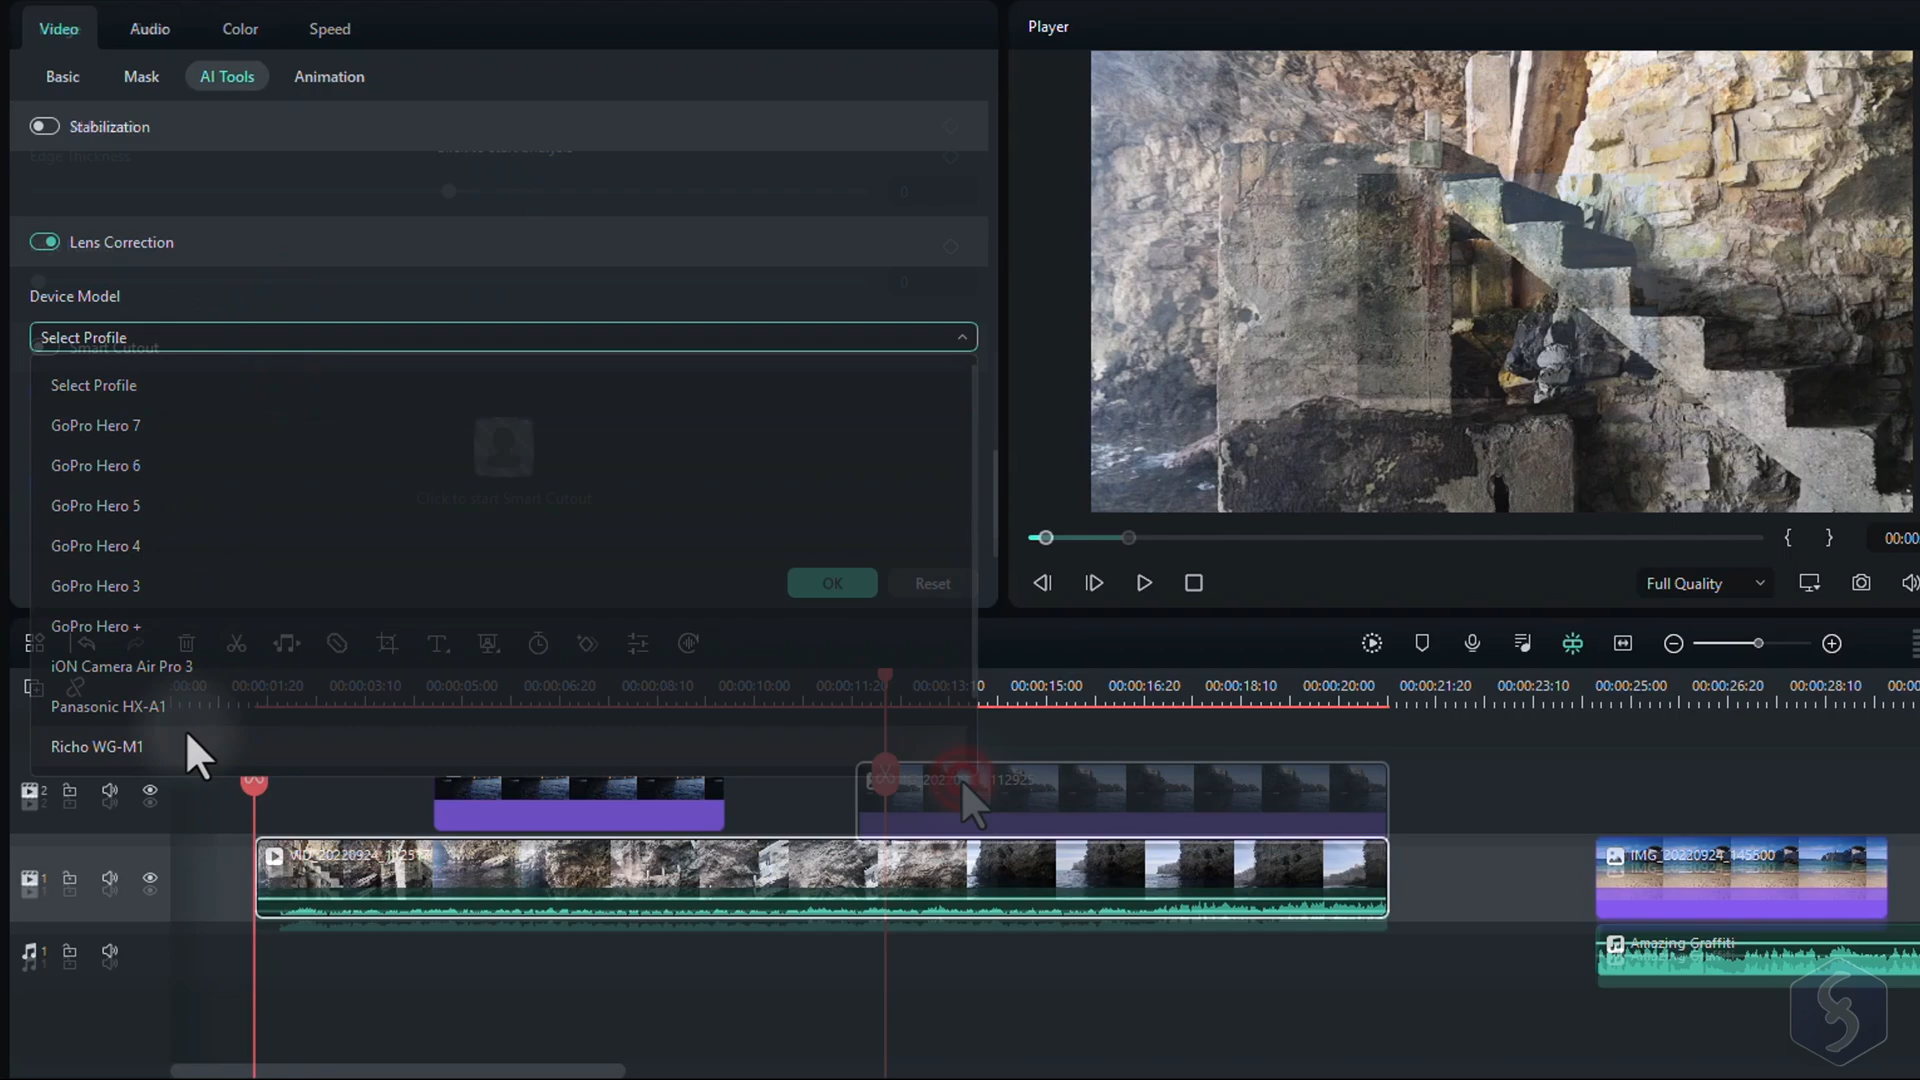 Video
Audio
Color
Speed
Player
Basic
Mask
AI Tools
Animation
Stabilization
Edge Thickness
0
Lens Correction
0
Device Model
Select Profile
Smart Cutout
Select Profile
GoPro Hero 7
GoPro Hero 6
Click to start Smart Cutout
GoPro Hero 5
GoPro Hero 4
GoPro Hero 3
GoPro Hero +
iON Camera Air Pro 3
Panasonic HX-A1
Richo WG-M1
OK
Reset
00:00
Full Quality
:00:00
00:00:01:20
00:00:03:10
00:00:05:00
00:00:06:20
00:00:08:10
00:00:10:00
00:00:11:20
00:00:13:10
00:00:15:00
00:00:16:20
00:00:18:10
00:00:20:00
00:00:21:20
00:00:23:10
00:00:25:00
00:00:26:20
00:00:28:10
00:00
2
1
IMG_20220924_145500
1
Amazing Graffiti